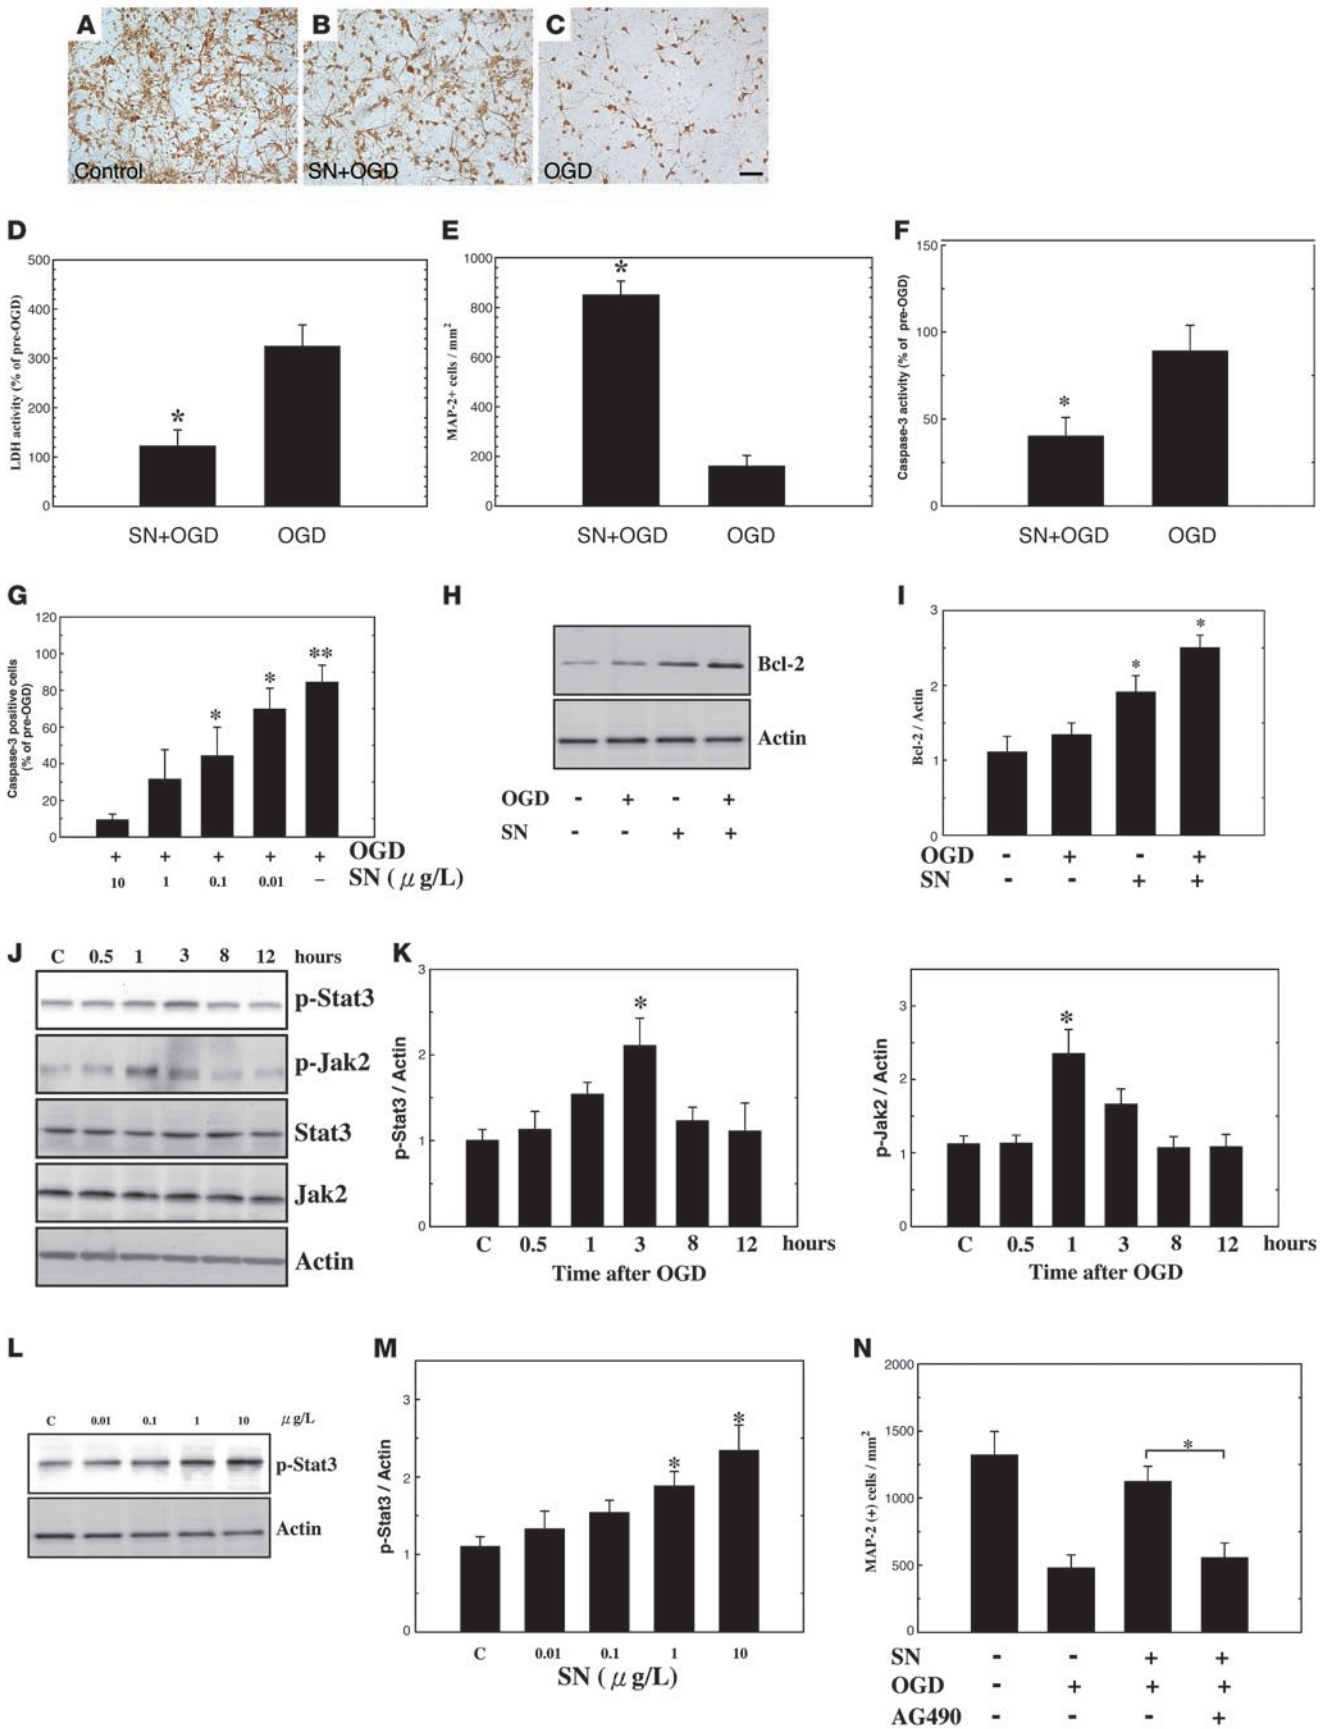 A B C
Control SN+OGD OGD
D E F
500
400
300
200
100
0
LDH activity (% of pre-OGD)
*
SN+OGD OGD
1000
800
600
400
200
0
MAP-2+ cells / mm2
*
SN+OGD OGD
150
100
50
0
Caspase-3 activity (% of pre-OGD)
*
SN+OGD OGD
G H I
120
100
80
60
40
20
0
Caspase-3 positive cells
(% of pre-OGD)
* * **
+ + + + + OGD
10 1 0.1 0.01 – SN (μg/L)
Bcl-2
Actin
OGD - + - +
SN - - + +
3
2
1
0
Bcl-2 / Actin
* *
OGD - + - +
SN - - + +
J K
C 0.5 1 3 8 12 hours
p-Stat3
p-Jak2
Stat3
Jak2
Actin
3
2
1
0
p-Stat3 / Actin
*
C 0.5 1 3 8 12 hours
Time after OGD
3
2
1
0
p-Jak2 / Actin
*
C 0.5 1 3 8 12 hours
Time after OGD
L M N
C 0.01 0.1 1 10 μg/L
p-Stat3
Actin
3
2
1
0
p-Stat3 / Actin
* *
C 0.01 0.1 1 10
SN (μg/L)
2000
1500
1000
500
0
MAP-2 (+) cells / mm2
*
SN - - + +
OGD - + + +
AG490 - - - +